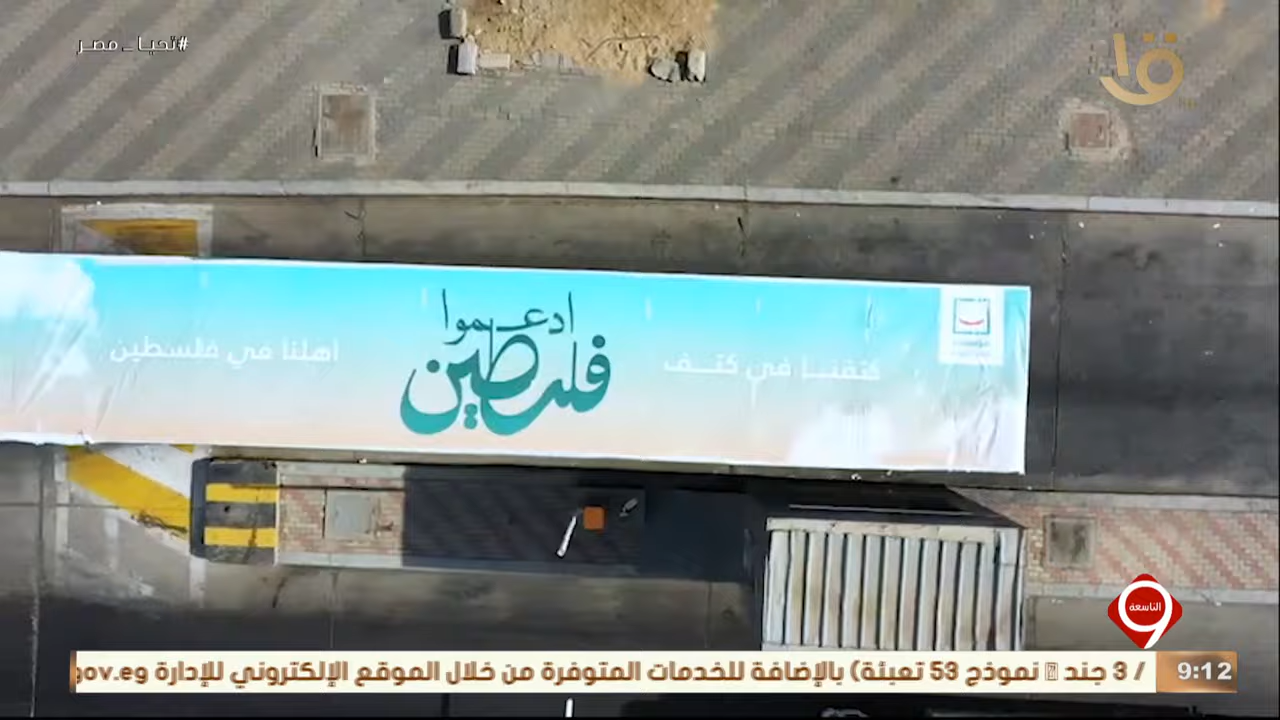 #تحيا_مصر
ادعموا
فلسطين
كتفنا في كتف
أهلنا في فلسطين
التاسعة
9
/ 3 جند  نموذج 53 تعبئة) بالإضافة للخدمات المتوفرة من خلال الموقع الإلكتروني للإدارة gov.eg
9:12